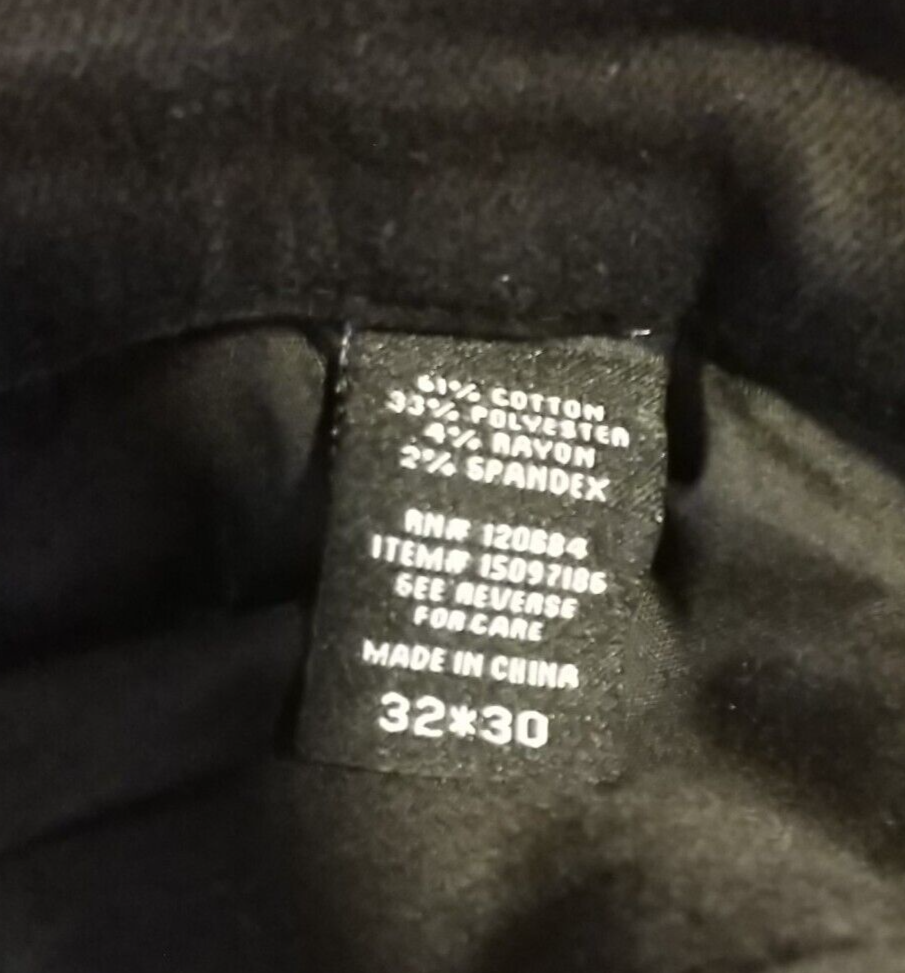 61% COTTON
33% POLYESTER
4% RAYON
2% SPANDEX
RN# 120684
ITEM# 15097186
SEE REVERSE
FOR CARE
MADE IN CHINA
32*30